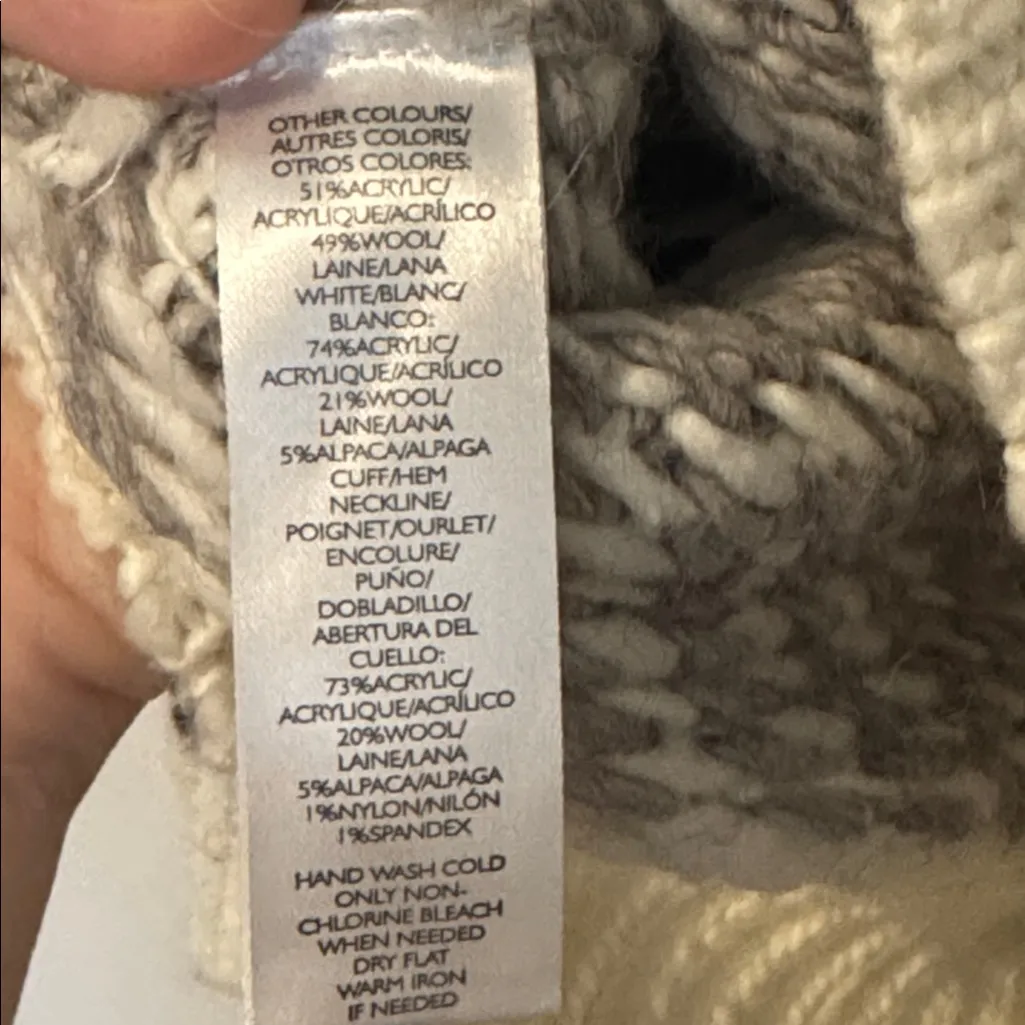 OTHER COLOURS/
AUTRES COLORIS/
OTROS COLORES:
51%ACRYLIC/
ACRYLIQUE/ACRÍLICO
49%WOOL/
LAINE/LANA
WHITE/BLANC/
BLANCO:
74%ACRYLIC/
ACRYLIQUE/ACRÍLICO
21%WOOL/
LAINE/LANA
5%ALPACA/ALPAGA
CUFF/HEM
NECKLINE/
POIGNET/OURLET/
ENCOLURE/
PUÑO/
DOBLADILLO/
ABERTURA DEL
CUELLO:
73%ACRYLIC/
ACRYLIQUE/ACRÍLICO
20%WOOL/
LAINE/LANA
5%ALPACA/ALPAGA
1%NYLON/NILÓN
1%SPANDEX
HAND WASH COLD
ONLY NON-
CHLORINE BLEACH
WHEN NEEDED
DRY FLAT
WARM IRON
IF NEEDED